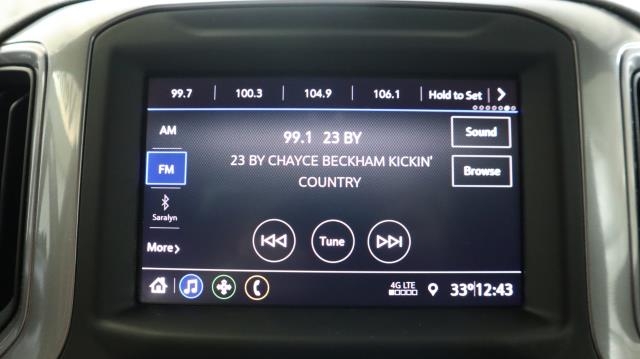 99.7 100.3 104.9 106.1 Hold to Set
AM
99.1 23 BY
Sound
FM
23 BY CHAYCE BECKHAM KICKIN'
COUNTRY
Browse
Saralyn
More
Tune
4G LTE
33° 12:43